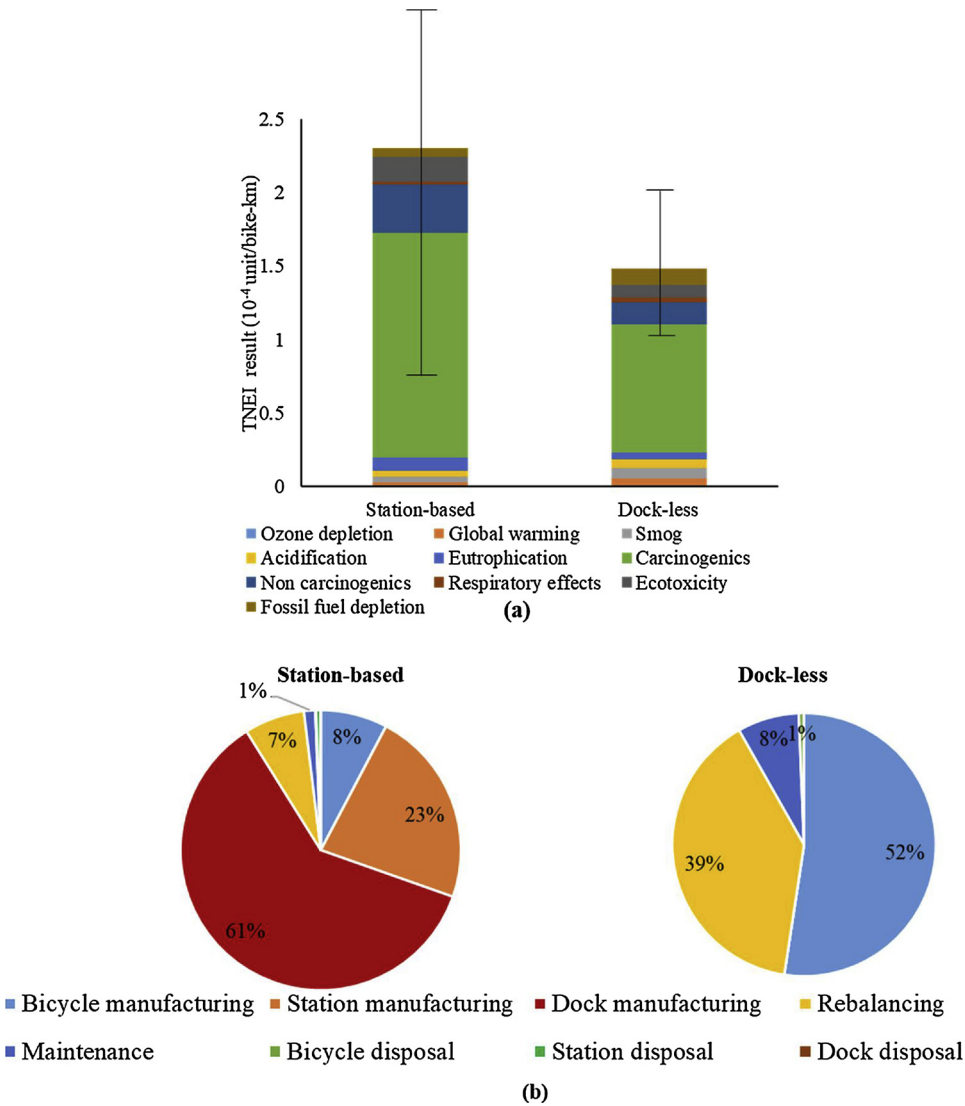 2.5
2
1.5
1
0.5
0
TNEI result (10-4 unit/bike-km)
Station-based Dock-less
Ozone depletion Global warming Smog
Acidification Eutrophication Carcinogenics
Non carcinogenics Respiratory effects Ecotoxicity
Fossil fuel depletion
(a)
Station-based Dock-less
1%
7% 8%
23%
61%
8% 1%
39% 52%
Bicycle manufacturing Station manufacturing Dock manufacturing Rebalancing
Maintenance Bicycle disposal Station disposal Dock disposal
(b)